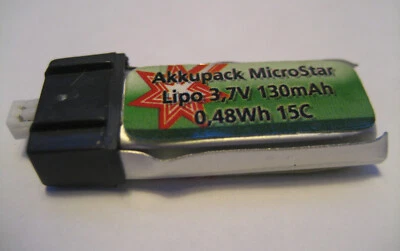 Akkupack MicroStar
Lipo 3,7V 130mAh
0,48Wh 15C